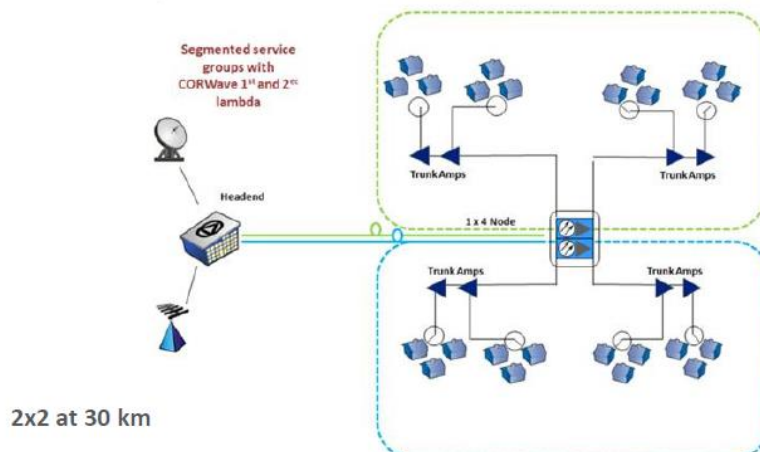 Segmented service
groups with
CORWave 1st and 2nd
lambda
Headend
1 x 4 Node
TrunkAmps
TrunkAmps
TrunkAmps
TrunkAmps
2x2 at 30 km